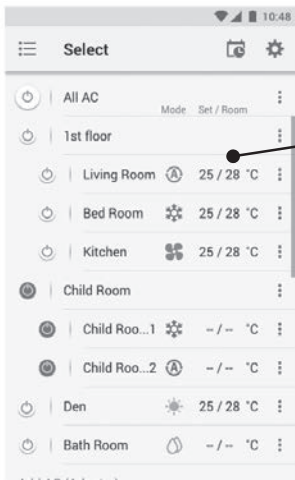 10:48
Select
All AC
Mode Set / Room
1st floor
Living Room A 25 / 28 °C
Bed Room 25 / 28 °C
Kitchen 25 / 28 °C
Child Room
Child Roo...1 -- / -- °C
Child Roo...2 A -- / -- °C
Den 25 / 28 °C
Bath Room -- / -- °C